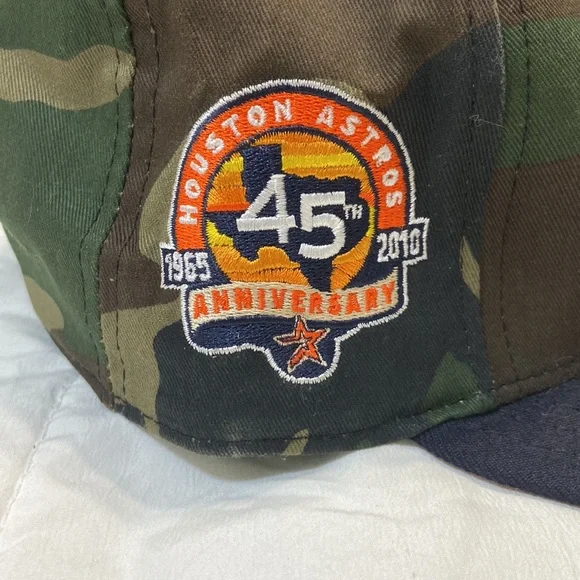 HOUSTON ASTROS
45TH
1965 2010
ANNIVERSARY